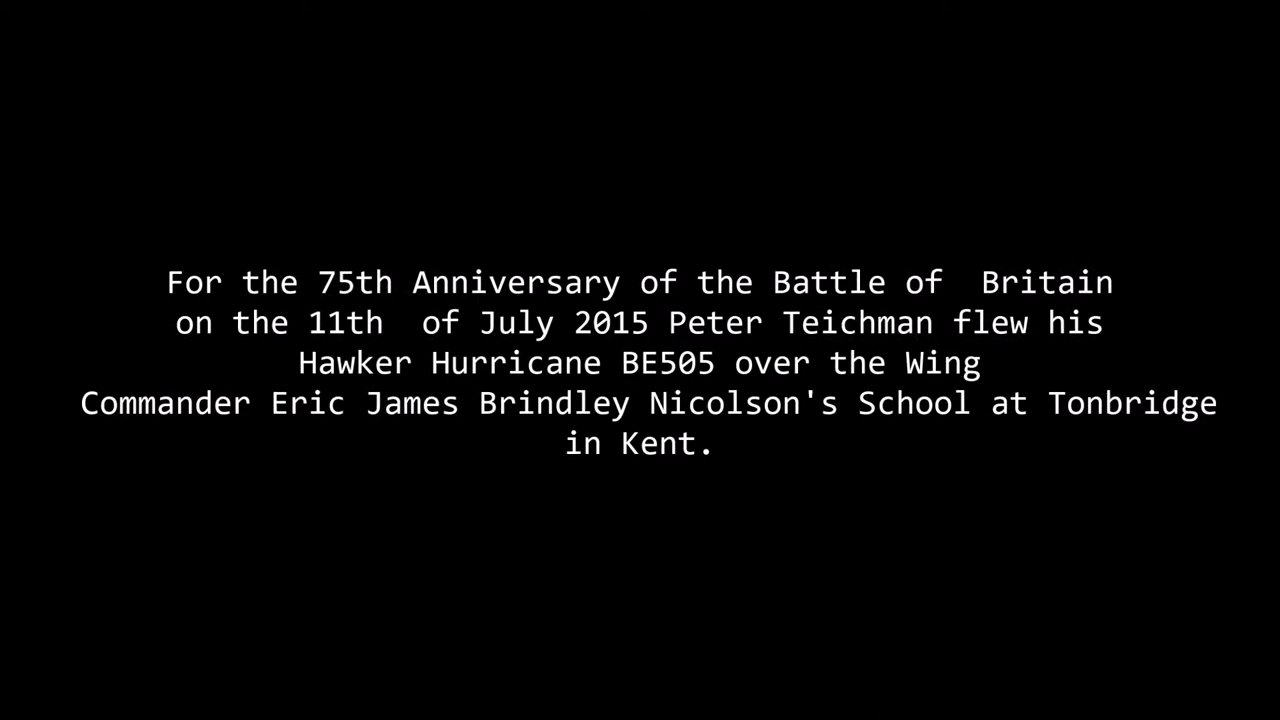 For the 75th Anniversary of the Battle of  Britain
on the 11th  of July 2015 Peter Teichman flew his
Hawker Hurricane BE505 over the Wing
Commander Eric James Brindley Nicolson's School at Tonbridge
in Kent.